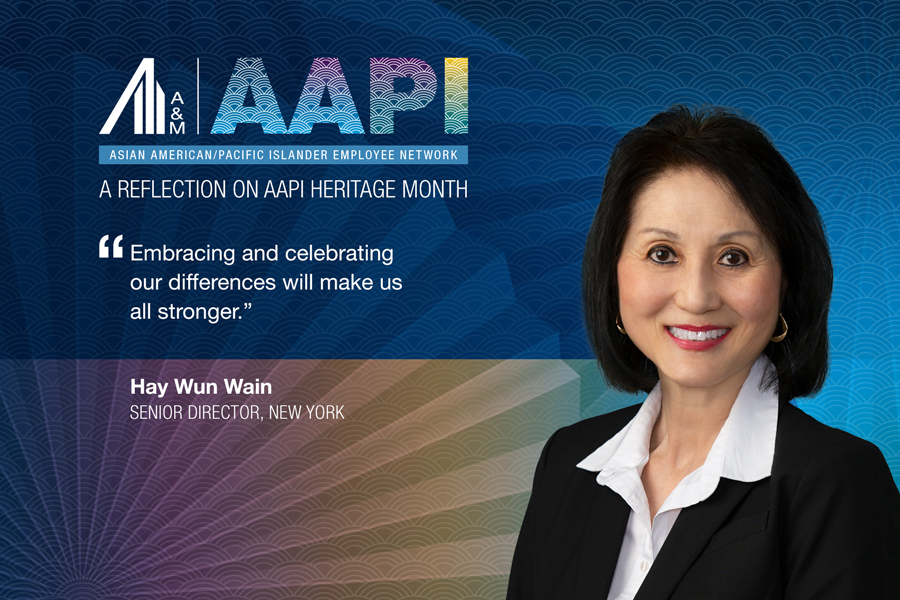 A
&
M
AAPI
ASIAN AMERICAN/PACIFIC ISLANDER EMPLOYEE NETWORK
A REFLECTION ON AAPI HERITAGE MONTH
“Embracing and celebrating
our differences will make us
all stronger.”
Hay Wun Wain
SENIOR DIRECTOR, NEW YORK